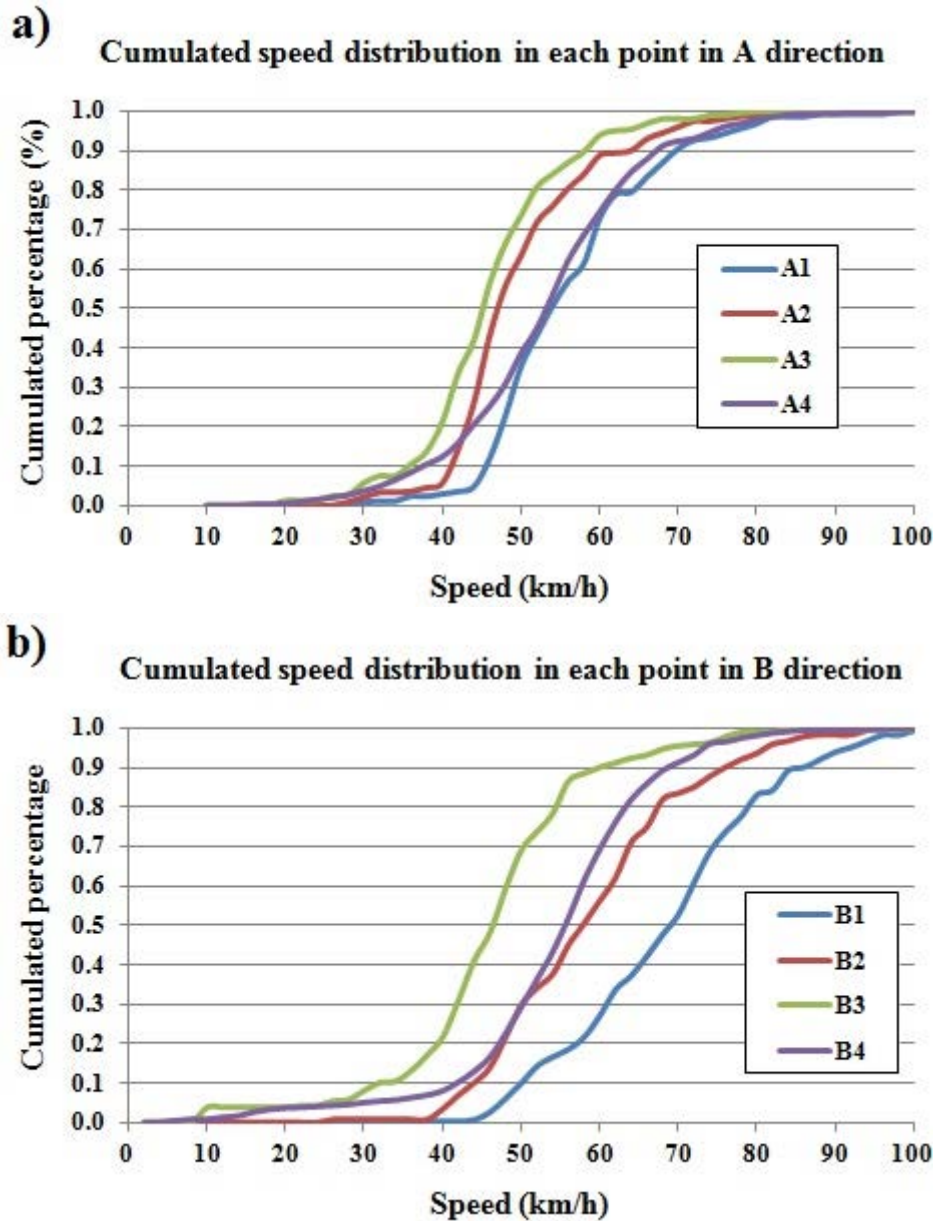 a)
Cumulated speed distribution in each point in A direction
1.0
0.9
0.8
0.7
0.6
0.5
0.4
0.3
0.2
0.1
0.0
Cumulated percentage (%)
A1
A2
A3
A4
0 10 20 30 40 50 60 70 80 90 100
Speed (km/h)
b)
Cumulated speed distribution in each point in B direction
1.0
0.9
0.8
0.7
0.6
0.5
0.4
0.3
0.2
0.1
0.0
Cumulated percentage
B1
B2
B3
B4
0 10 20 30 40 50 60 70 80 90 100
Speed (km/h)